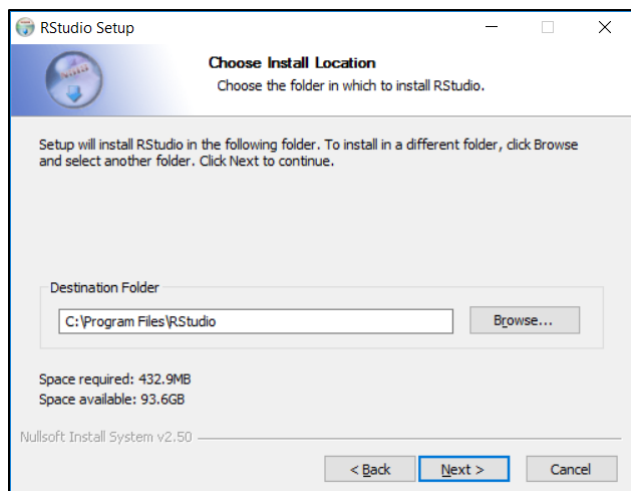 RStudio Setup
Choose Install Location
Choose the folder in which to install RStudio.
Setup will install RStudio in the following folder. To install in a different folder, click Browse
and select another folder. Click Next to continue.
Destination Folder
C:\Program Files\RStudio
Browse...
Space required: 432.9MB
Space available: 93.6GB
Nullsoft Install System v2.50
< Back
Next >
Cancel